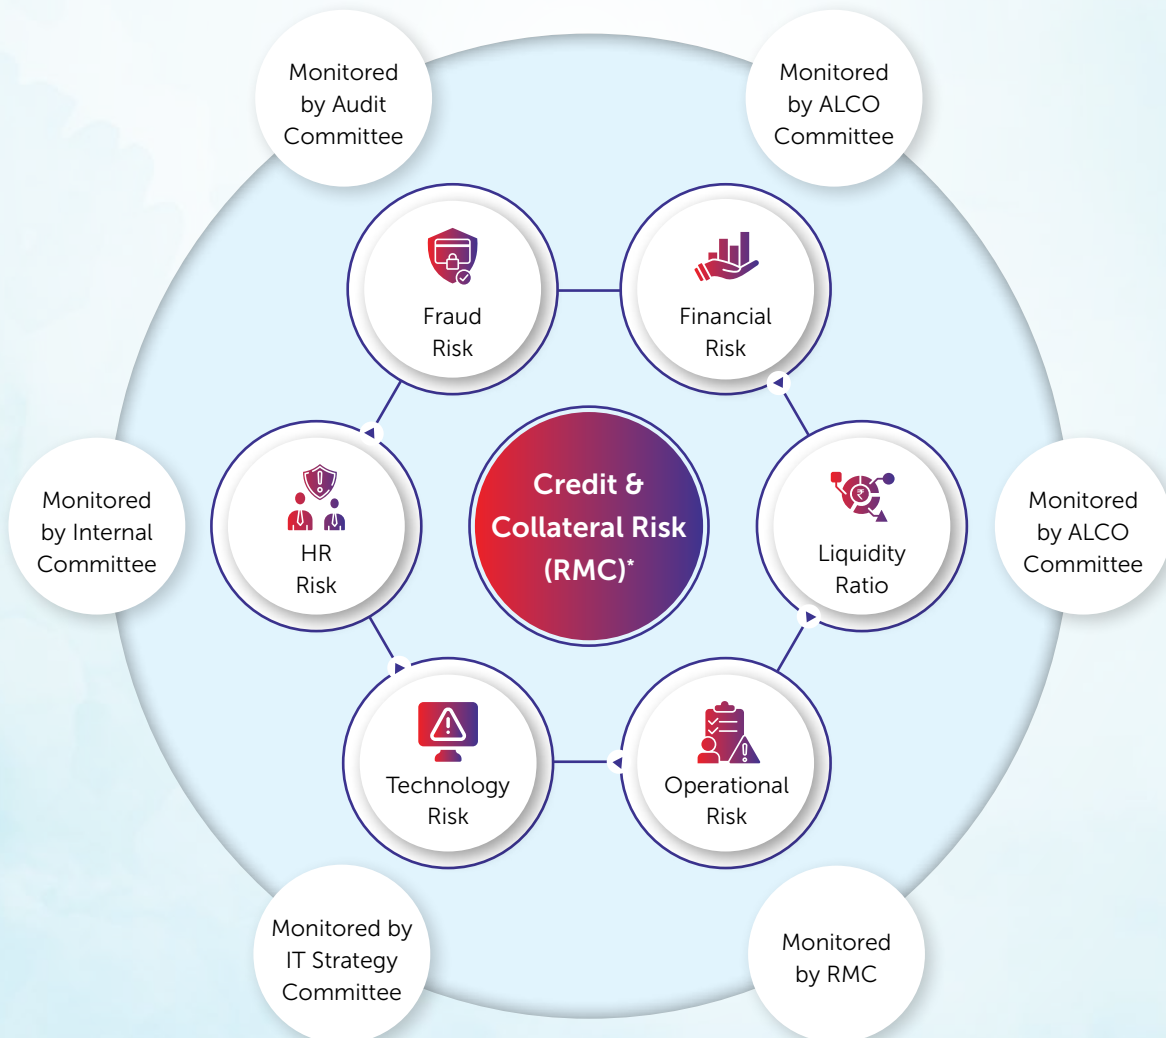 Monitored
by Audit
Committee
Monitored
by ALCO
Committee
Fraud
Risk
Financial
Risk
Monitored
by Internal
Committee
HR
Risk
Credit &
Collateral Risk
(RMC)*
₹
Liquidity
Ratio
Monitored
by ALCO
Committee
Technology
Risk
Operational
Risk
Monitored by
IT Strategy
Committee
Monitored
by RMC